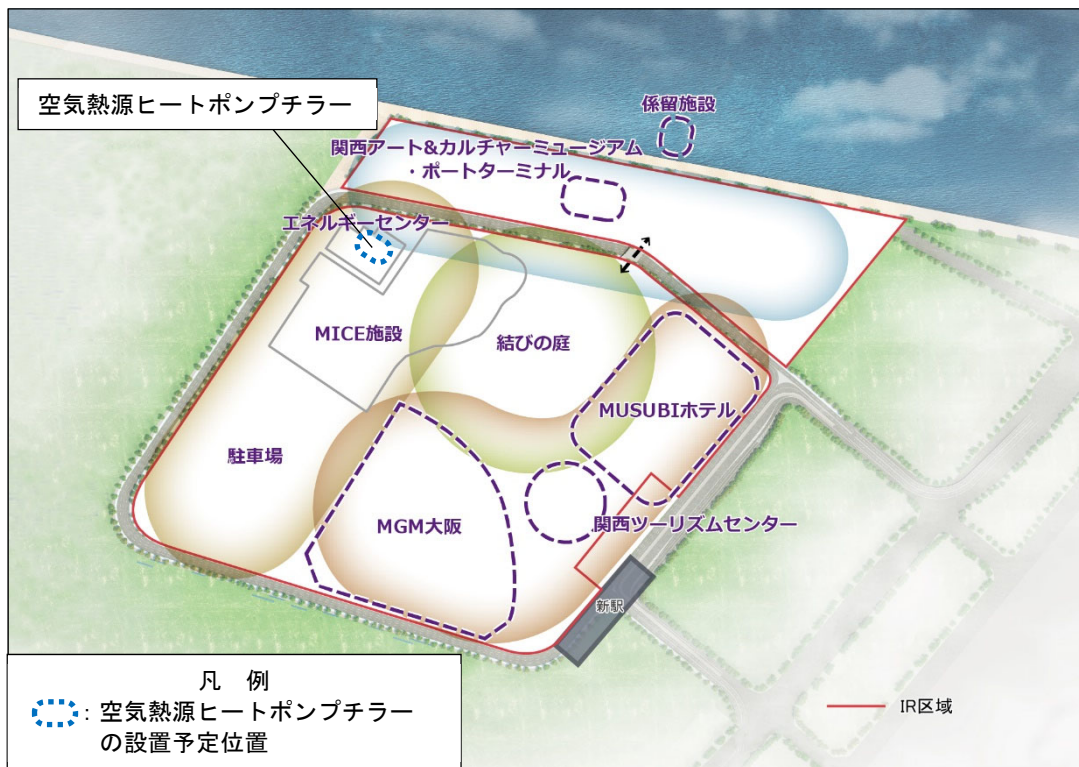 空気熱源ヒートポンプチラー
係留施設
関西アート&カルチャーミュージアム
・ポートターミナル
エネルギーセンター
MICE施設
結びの庭
MUSUBIホテル
駐車場
MGM大阪
関西ツーリズムセンター
新駅
凡 例
: 空気熱源ヒートポンプチラー
の設置予定位置
IR区域